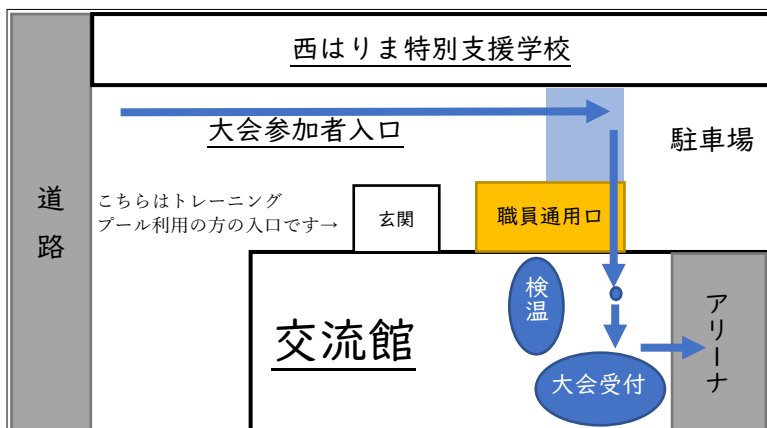 西はりま特別支援学校
大会参加者入口
駐車場
道路
こちらはトレーニング
プール利用の方の入口です→
玄関
職員通用口
検温
交流館
大会受付
アリーナ